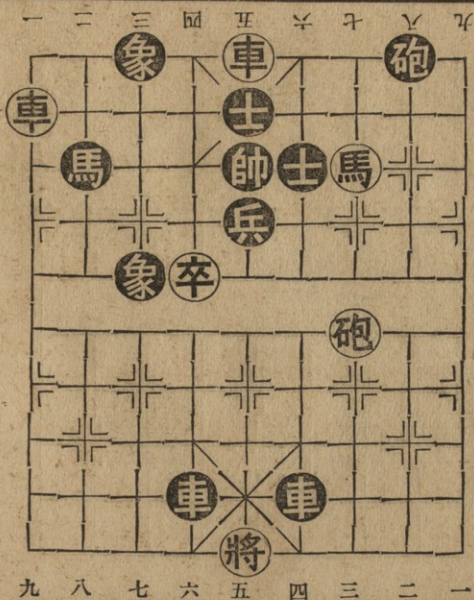 一 二 三 四 五 六 七 八 九
象 車 砲
車 士
馬 帥 士 馬
兵
象 卒
砲
車 車
將
九 八 七 六 五 四 三 二 一